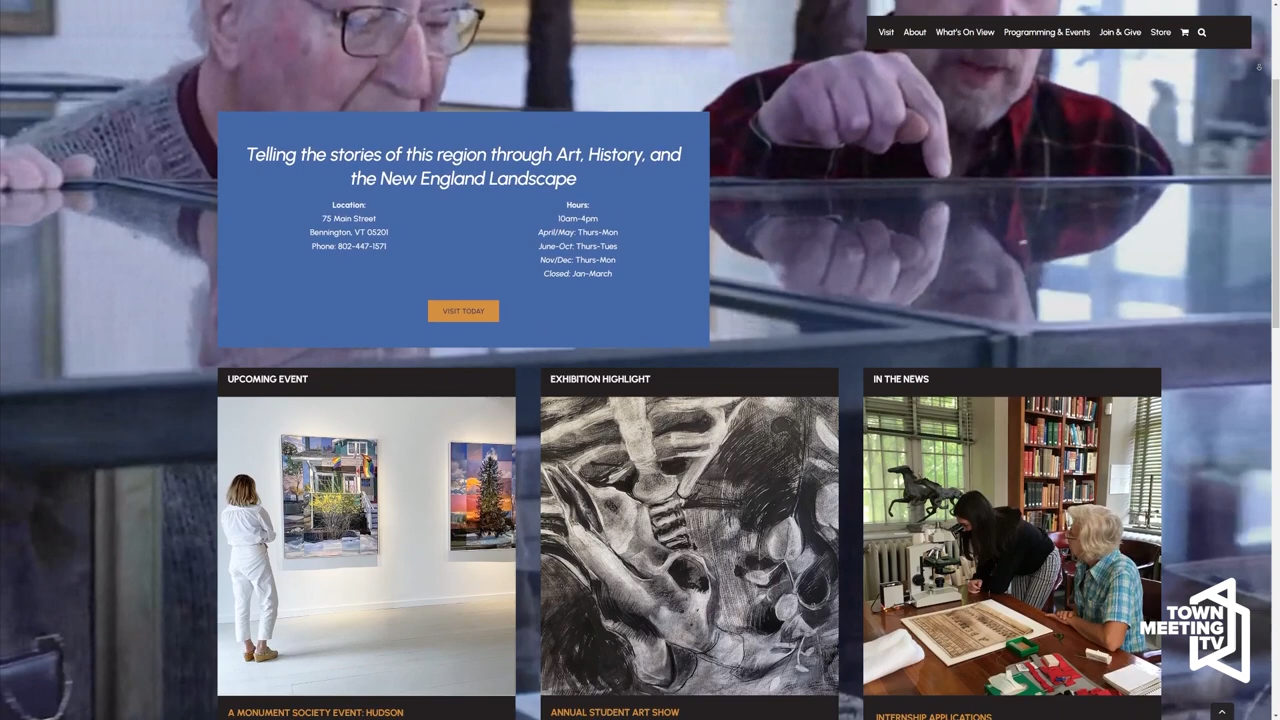 Visit About What's On View Programming & Events Join & Give Store
Telling the stories of this region through Art, History, and
the New England Landscape
Location:
75 Main Street
Bennington, VT 05201
Phone: 802-447-1571
Hours:
10am-4pm
April/May: Thurs-Mon
June-Oct: Thurs-Tues
Nov/Dec: Thurs-Mon
Closed: Jan-March
VISIT TODAY
UPCOMING EVENT
EXHIBITION HIGHLIGHT
IN THE NEWS
TOWN
MEETING
TV
A MONUMENT SOCIETY EVENT: HUDSON
ANNUAL STUDENT ART SHOW
INTERNSHIP APPLICATIONS